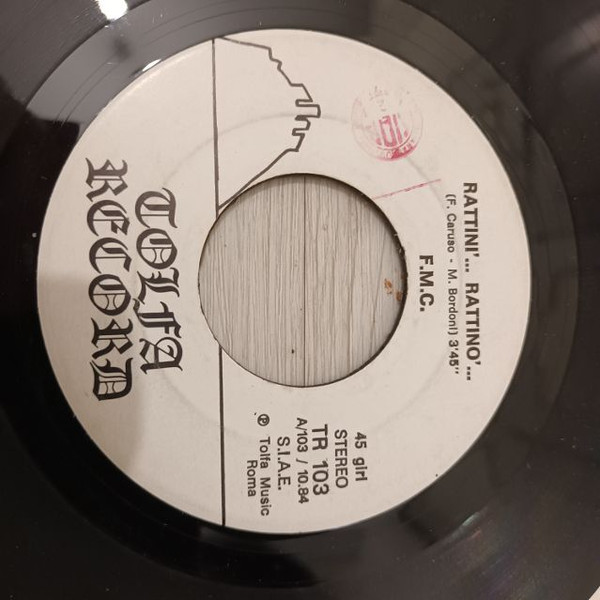 TOLFA
RECORD
45 giri
STEREO
TR 103
A/103 / 10.84
S.I.A.E.
℗ Tolfa Music
Roma
F.M.C.
RATTINI'... RATTINO'...
(F. Caruso - M. Bordoni) 3'45"